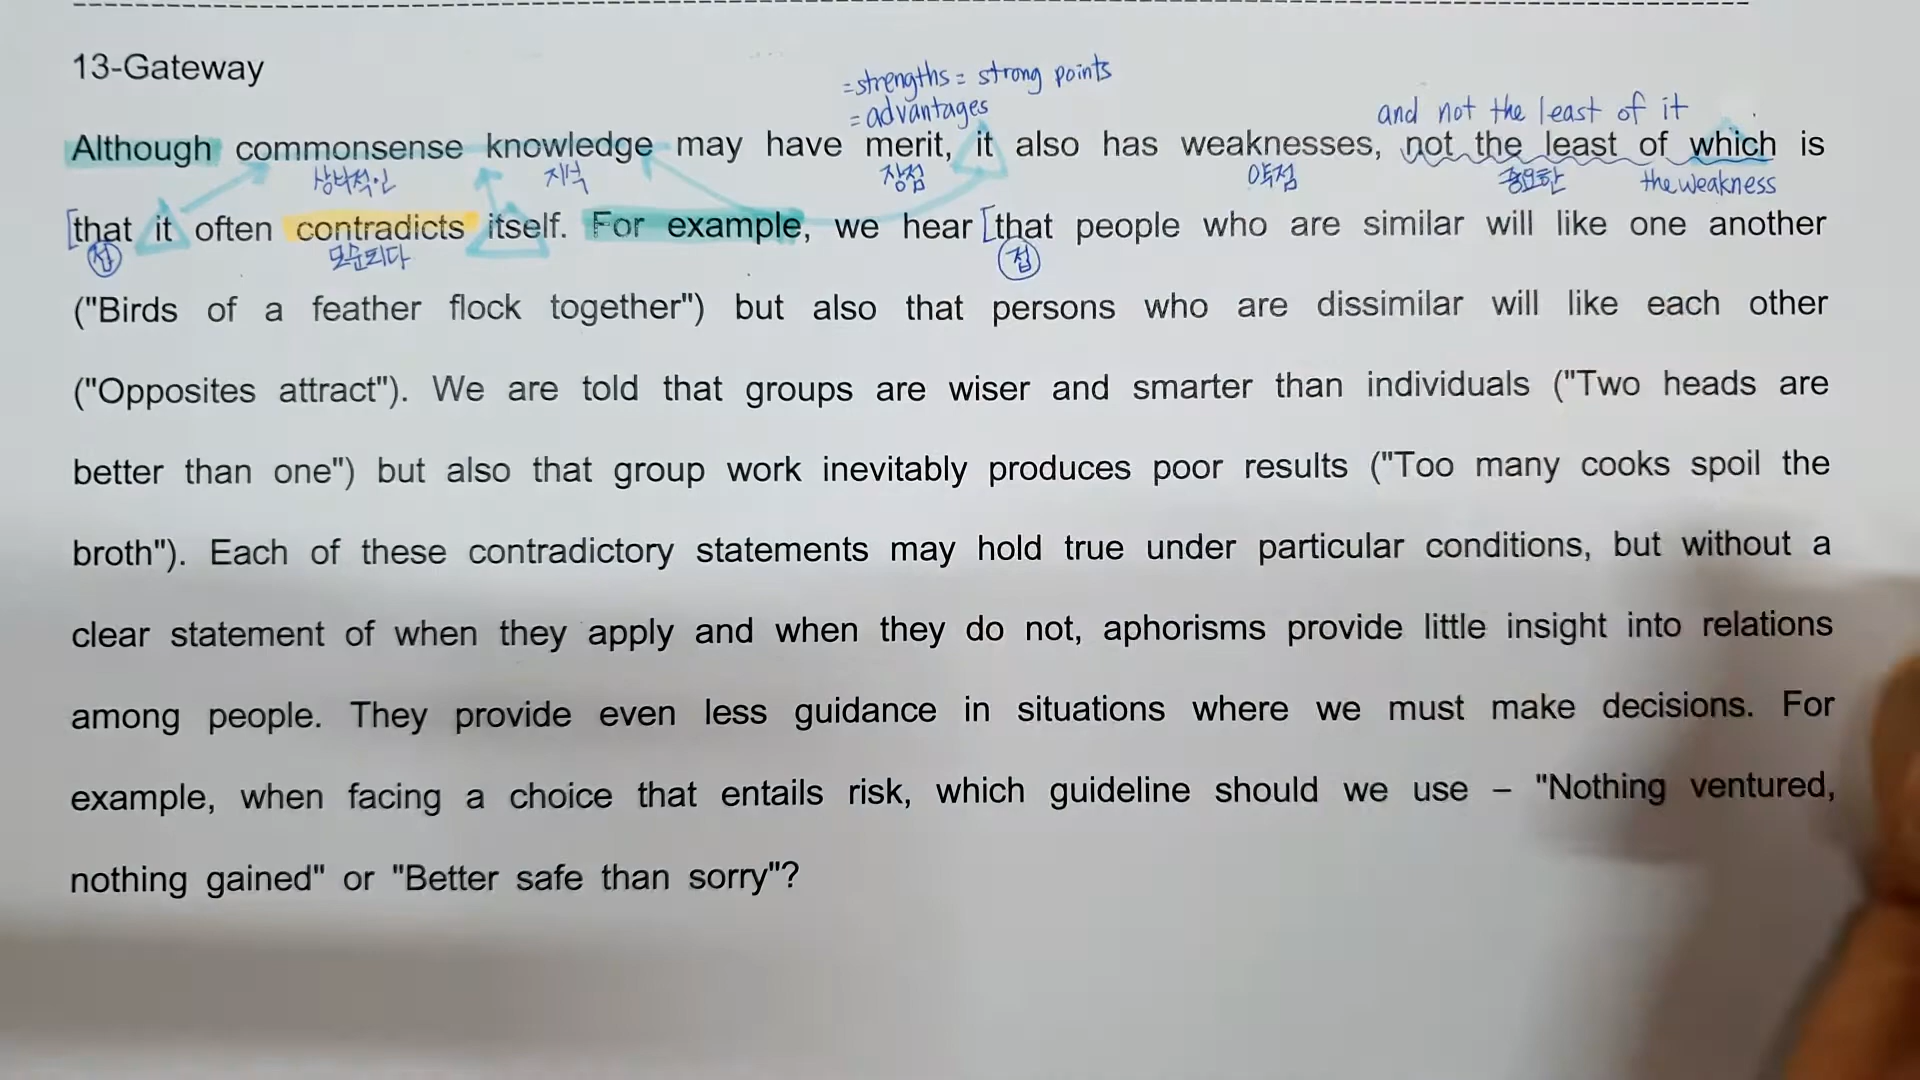 13-Gateway
=strengths= strong points
=advantages
and not the least of it
Although commonsense knowledge may have merit, it also has weaknesses, not the least of which is
상식적인 지식 장점 약점 중요한 the weakness
[that it often contradicts itself. For example, we hear [that people who are similar will like one another
접 모순되다 접
("Birds of a feather flock together") but also that persons who are dissimilar will like each other
("Opposites attract"). We are told that groups are wiser and smarter than individuals ("Two heads are
better than one") but also that group work inevitably produces poor results ("Too many cooks spoil the
broth"). Each of these contradictory statements may hold true under particular conditions, but without a
clear statement of when they apply and when they do not, aphorisms provide little insight into relations
among people. They provide even less guidance in situations where we must make decisions. For
example, when facing a choice that entails risk, which guideline should we use – "Nothing ventured,
nothing gained" or "Better safe than sorry"?